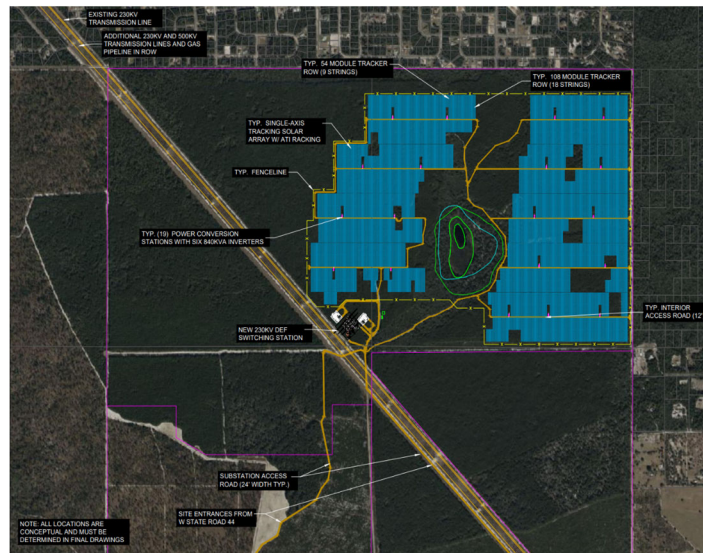 EXISTING 230KV
TRANSMISSION LINE
ADDITIONAL 230KV AND 500KV
TRANSMISSION LINES AND GAS
PIPELINE IN ROW
TYP. 54 MODULE TRACKER
ROW (9 STRINGS)
TYP. 108 MODULE TRACKER
ROW (18 STRINGS)
TYP. SINGLE-AXIS
TRACKING SOLAR
ARRAY W/ ATI RACKING
TYP. FENCELINE
TYP. (19) POWER CONVERSION
STATIONS WITH SIX 840KVA INVERTERS
NEW 230KV DEF
SWITCHING STATION
TYP. INTERIOR
ACCESS ROAD (12'
SUBSTATION ACCESS
ROAD (24' WIDTH TYP.)
SITE ENTRANCES FROM
W STATE ROAD 44
NOTE: ALL LOCATIONS ARE
CONCEPTUAL AND MUST BE
DETERMINED IN FINAL DRAWINGS